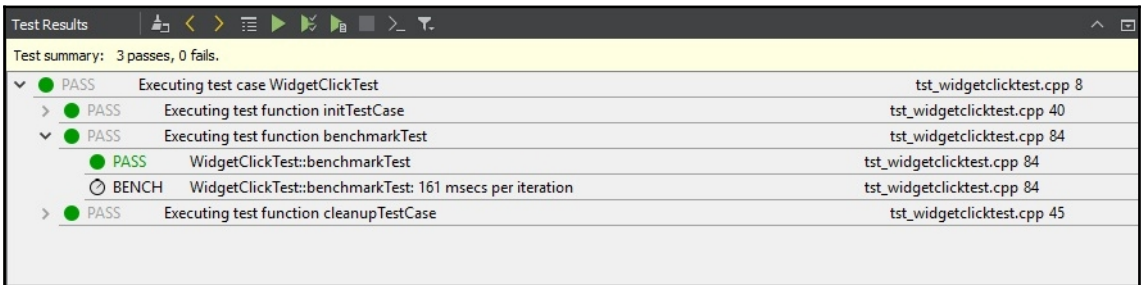 Test Results
Test summary: 3 passes, 0 fails.
PASS Executing test case WidgetClickTest tst_widgetclicktest.cpp 8
PASS Executing test function initTestCase tst_widgetclicktest.cpp 40
PASS Executing test function benchmarkTest tst_widgetclicktest.cpp 84
PASS WidgetClickTest::benchmarkTest tst_widgetclicktest.cpp 84
BENCH WidgetClickTest::benchmarkTest: 161 msecs per iteration tst_widgetclicktest.cpp 84
PASS Executing test function cleanupTestCase tst_widgetclicktest.cpp 45